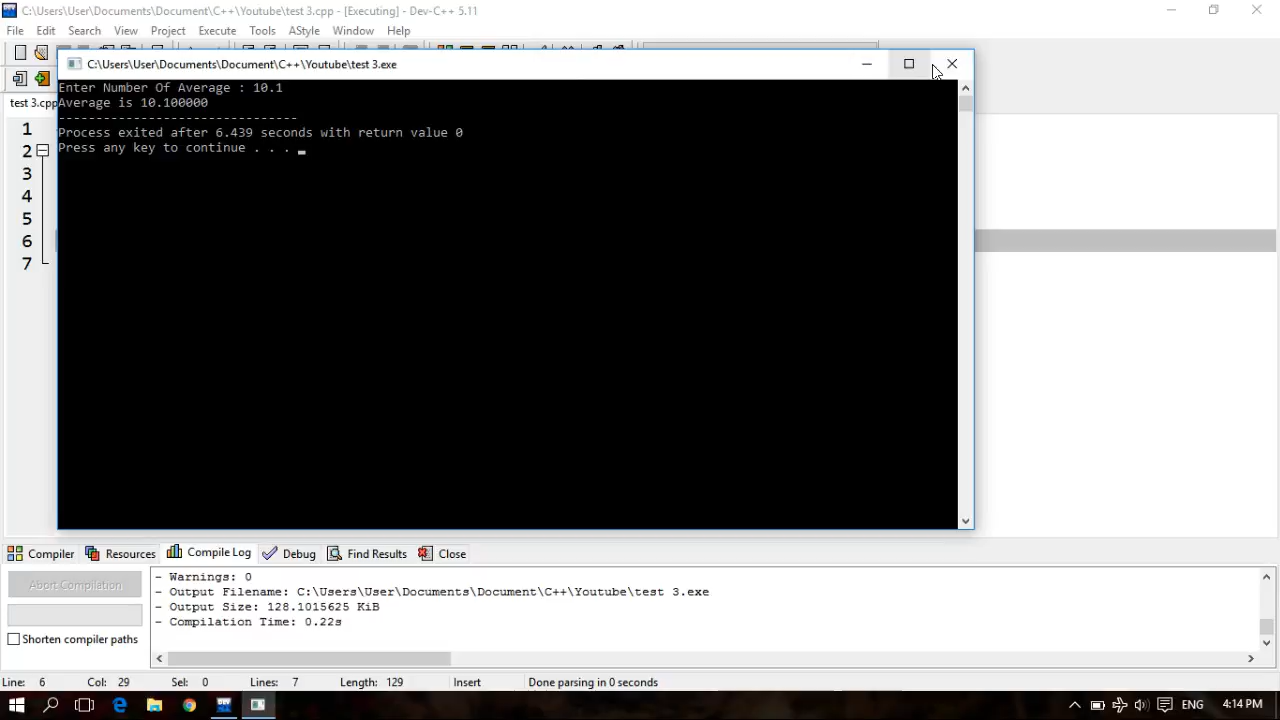 C:\Users\User\Documents\Document\C++\Youtube\test 3.cpp - [Executing] - Dev-C++ 5.11
File Edit Search View Project Execute Tools AStyle Window Help
C:\Users\User\Documents\Document\C++\Youtube\test 3.exe
test 3.cpp
Enter Number Of Average : 10.1
Average is 10.100000
--------------------------------
Process exited after 6.439 seconds with return value 0
Press any key to continue . . .
1
2
3
4
5
6
7
Compiler Resources Compile Log Debug Find Results Close
Abort Compilation
Shorten compiler paths
- Warnings: 0
- Output Filename: C:\Users\User\Documents\Document\C++\Youtube\test 3.exe
- Output Size: 128.1015625 KiB
- Compilation Time: 0.22s
Line: 6 Col: 29 Sel: 0 Lines: 7 Length: 129 Insert Done parsing in 0 seconds
DEV ENG 4:14 PM